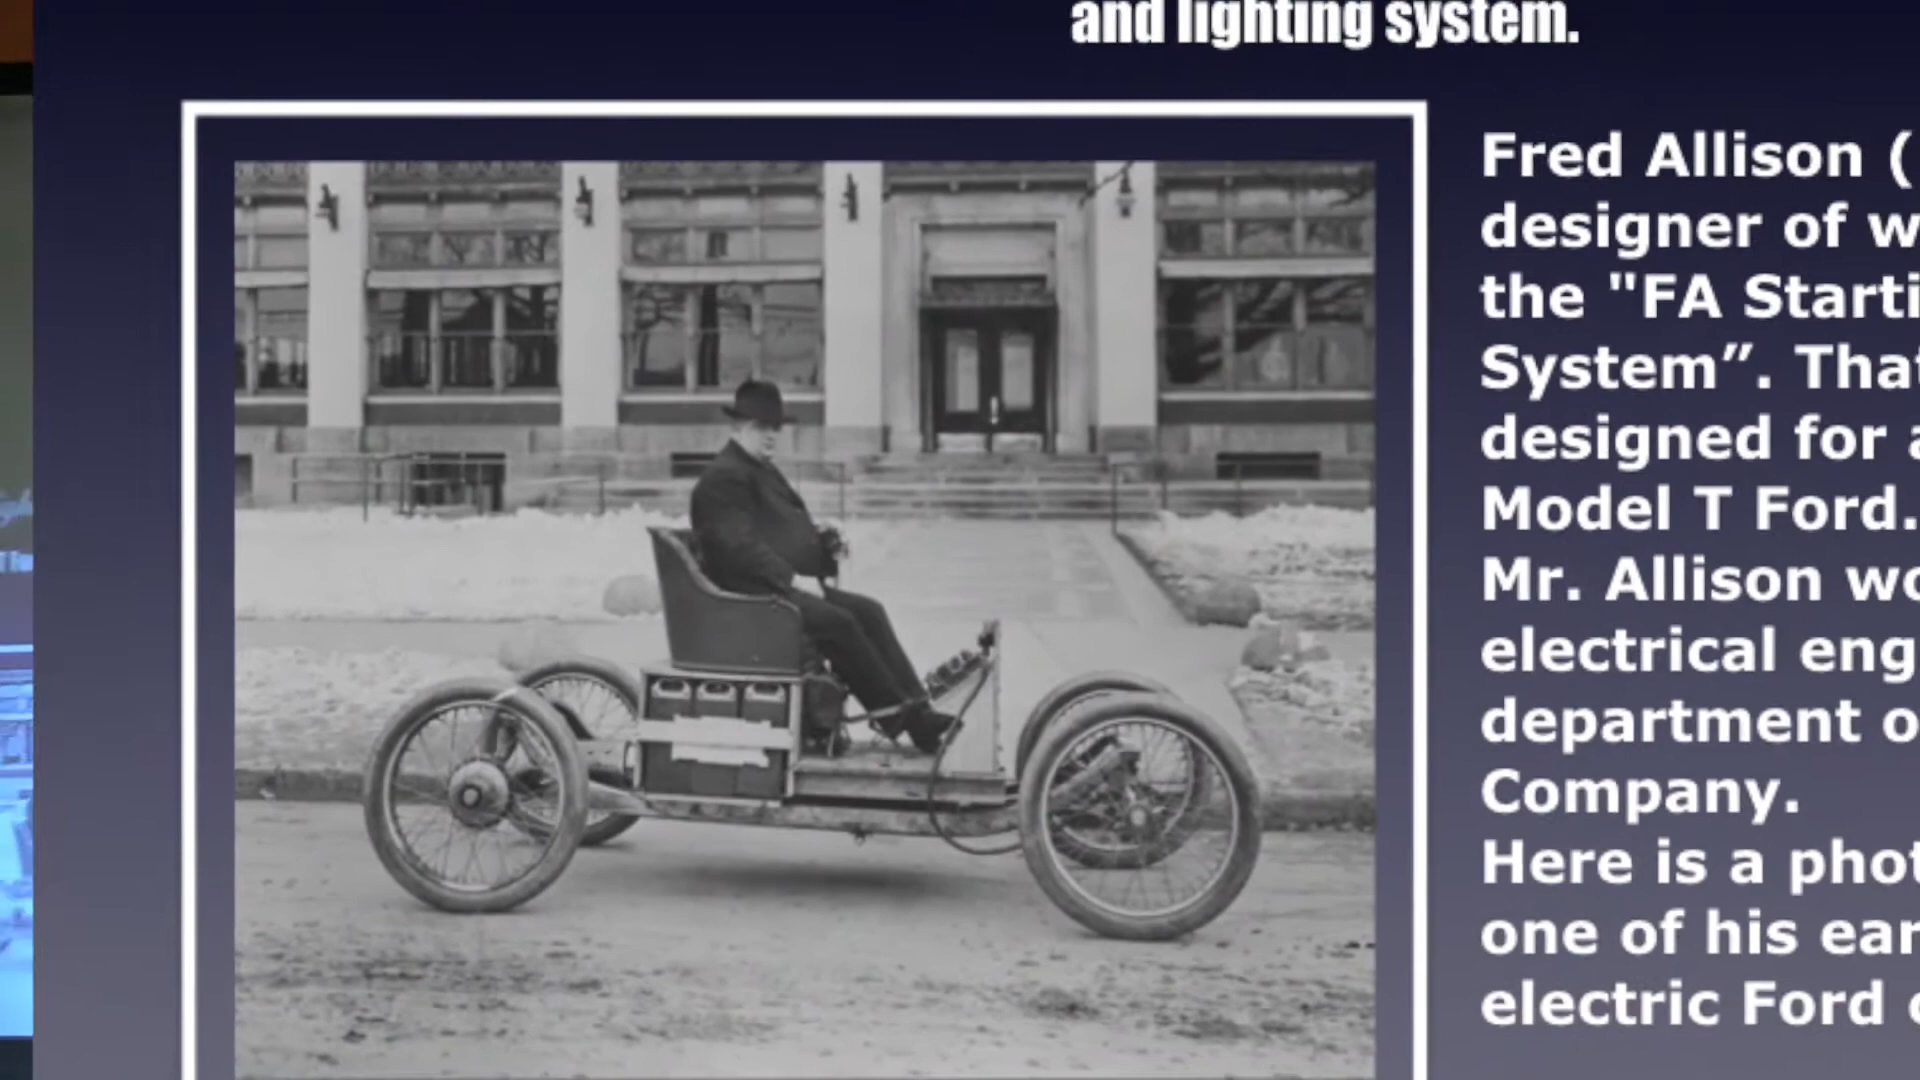 and lighting system.
Fred Allison (
designer of w
the "FA Starti
System”. That
designed for a
Model T Ford.
Mr. Allison wo
electrical eng
department o
Company.
Here is a phot
one of his ear
electric Ford